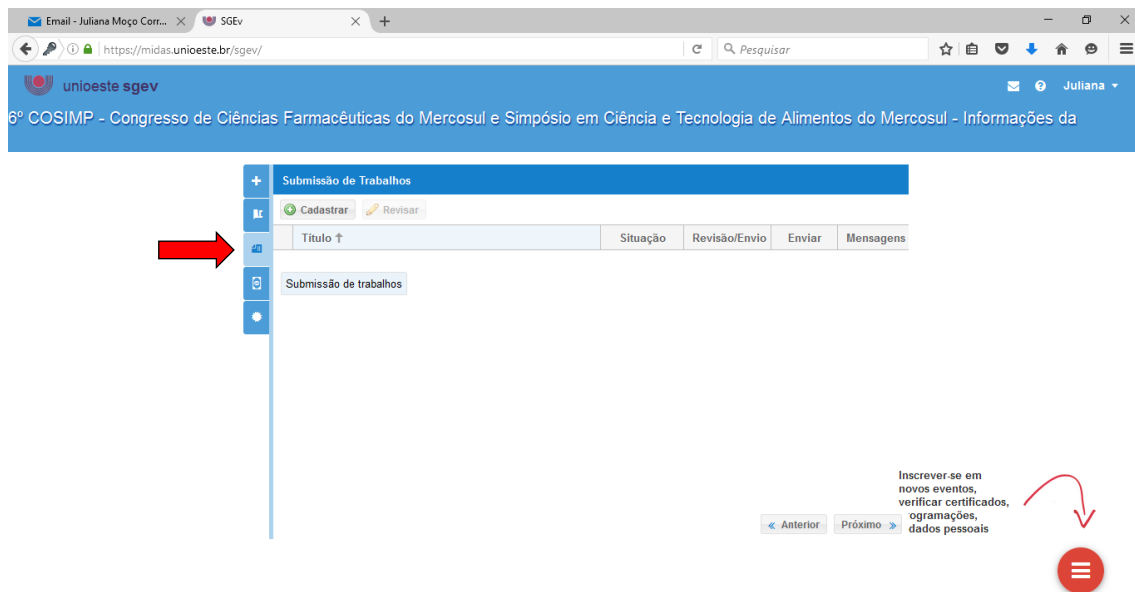 Email - Juliana Moço Corr...
SGEv
https://midas.unioeste.br/sgev/
Pesquisar
unioeste sgev
Juliana
6º COSIMP - Congresso de Ciências Farmacêuticas do Mercosul e Simpósio em Ciência e Tecnologia de Alimentos do Mercosul - Informações da
Submissão de Trabalhos
Cadastrar Revisar
Título Situação Revisão/Envio Enviar Mensagens
Submissão de trabalhos
Inscrever-se em
novos eventos,
verificar certificados,
ogramações,
dados pessoais
« Anterior Próximo »